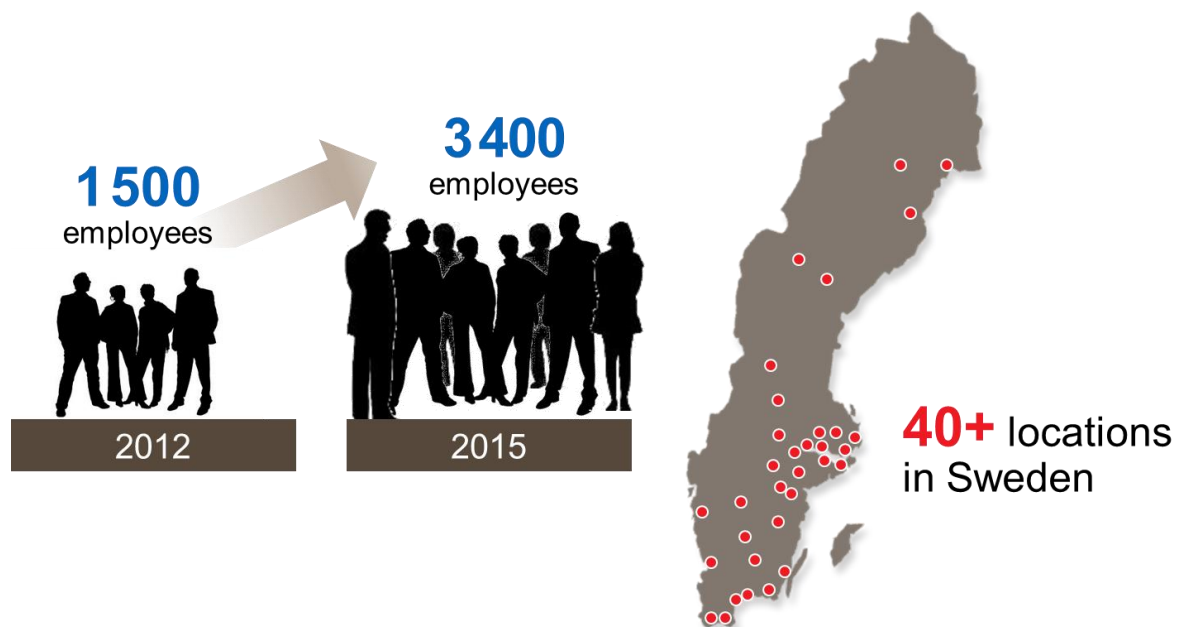 1 500
employees
2012
3 400
employees
2015
40+ locations
in Sweden